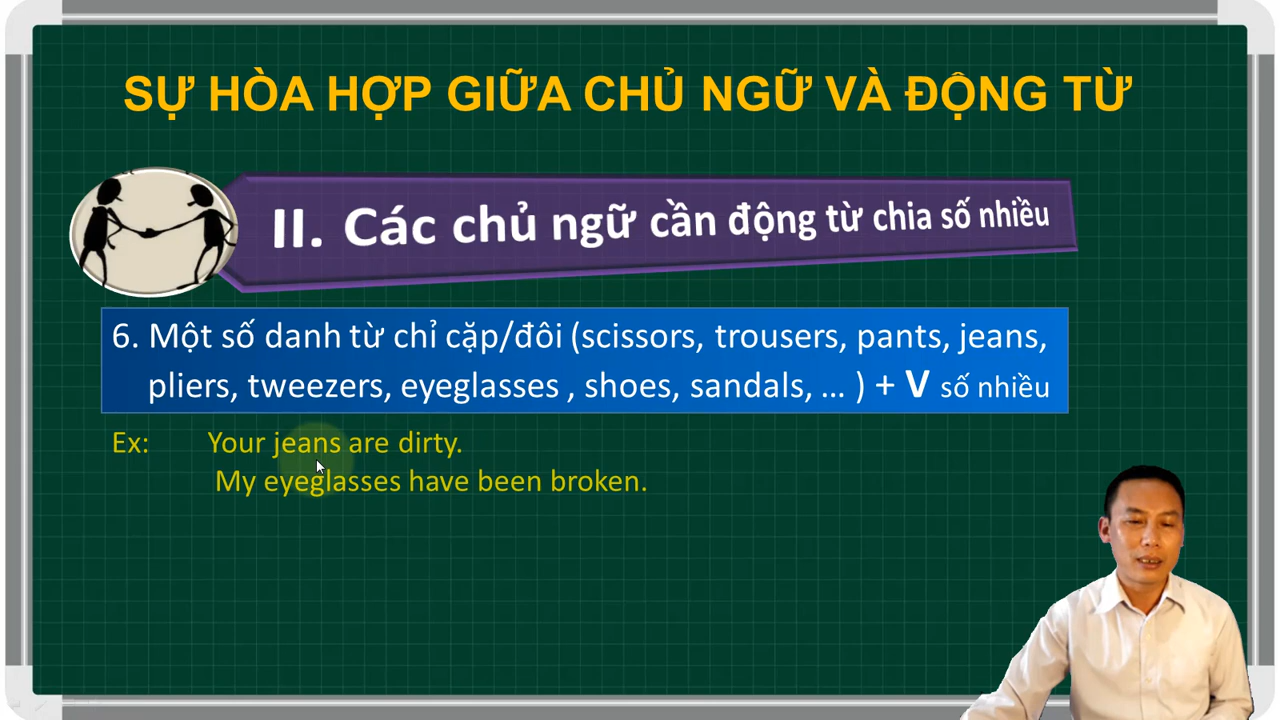 SỰ HÒA HỢP GIỮA CHỦ NGỮ VÀ ĐỘNG TỪ
II. Các chủ ngữ cần động từ chia số nhiều
6. Một số danh từ chỉ cặp/đôi (scissors, trousers, pants, jeans,
pliers, tweezers, eyeglasses , shoes, sandals, ... ) + V số nhiều
Ex: Your jeans are dirty.
My eyeglasses have been broken.